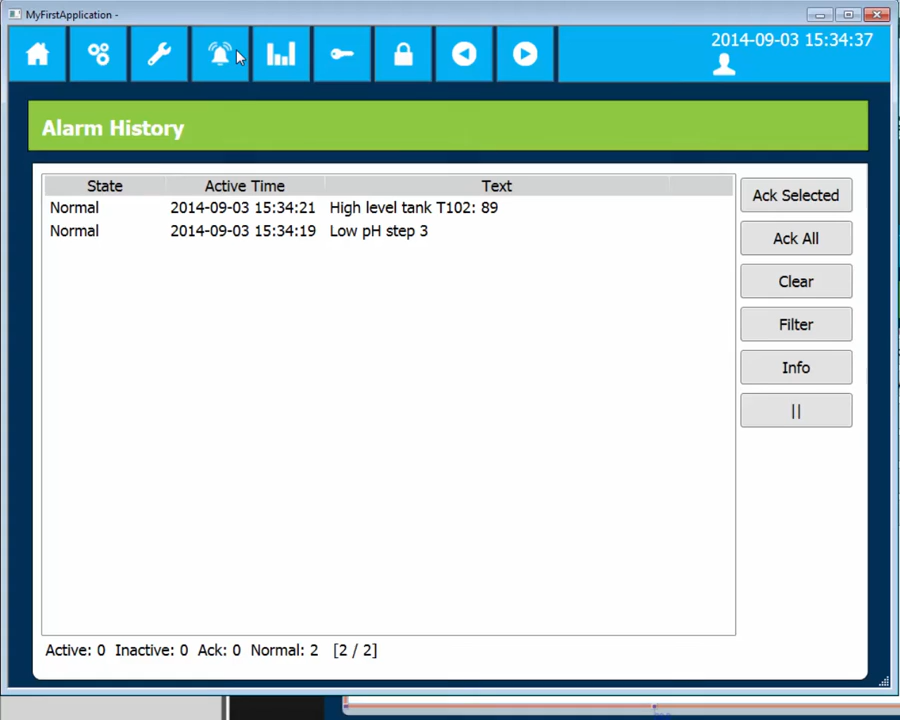 MyFirstApplication -
2014-09-03 15:34:37
Alarm History
State Active Time Text
Normal 2014-09-03 15:34:21 High level tank T102: 89
Normal 2014-09-03 15:34:19 Low pH step 3
Ack Selected
Ack All
Clear
Filter
Info
||
Active: 0 Inactive: 0 Ack: 0 Normal: 2 [2 / 2]